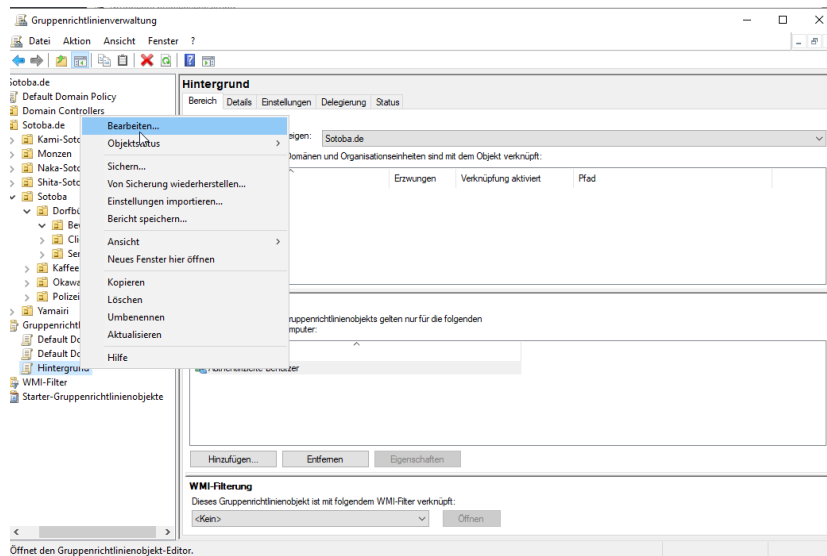 Gruppenrichtlinienverwaltung
Datei Aktion Ansicht Fenster ?
Sotoba.de
Default Domain Policy
Domain Controllers
Sotoba.de
Kami-Soto
Monzen
Naka-Soto
Shita-Soto
Sotoba
Dorfbü
Be
Cli
Ser
Kaffee
Okawa
Polizei
Yamairi
Gruppenrichtl
Default Do
Default Do
Hintergrund
WMI-Filter
Starter-Gruppenrichtlinienobjekte
Bearbeiten...
Objektstatus
Sichern...
Von Sicherung wiederherstellen...
Einstellungen importieren...
Bericht speichern...
Ansicht
Neues Fenster hier öffnen
Kopieren
Löschen
Umbenennen
Aktualisieren
Hilfe
Hintergrund
Bereich Details Einstellungen Delegierung Status
eigen: Sotoba.de
Domänen und Organisationseinheiten sind mit dem Objekt verknüpft:
Erzwungen Verknüpfung aktiviert Pfad
ruppenrichtlinienobjekts gelten nur für die folgenden
mputer:
Authentifizierte Benutzer
Hinzufügen... Entfernen Eigenschaften
WMI-Filterung
Dieses Gruppenrichtlinienobjekt ist mit folgendem WMI-Filter verknüpft:
<Kein> Öffnen
Öffnet den Gruppenrichtlinienobjekt-Editor.